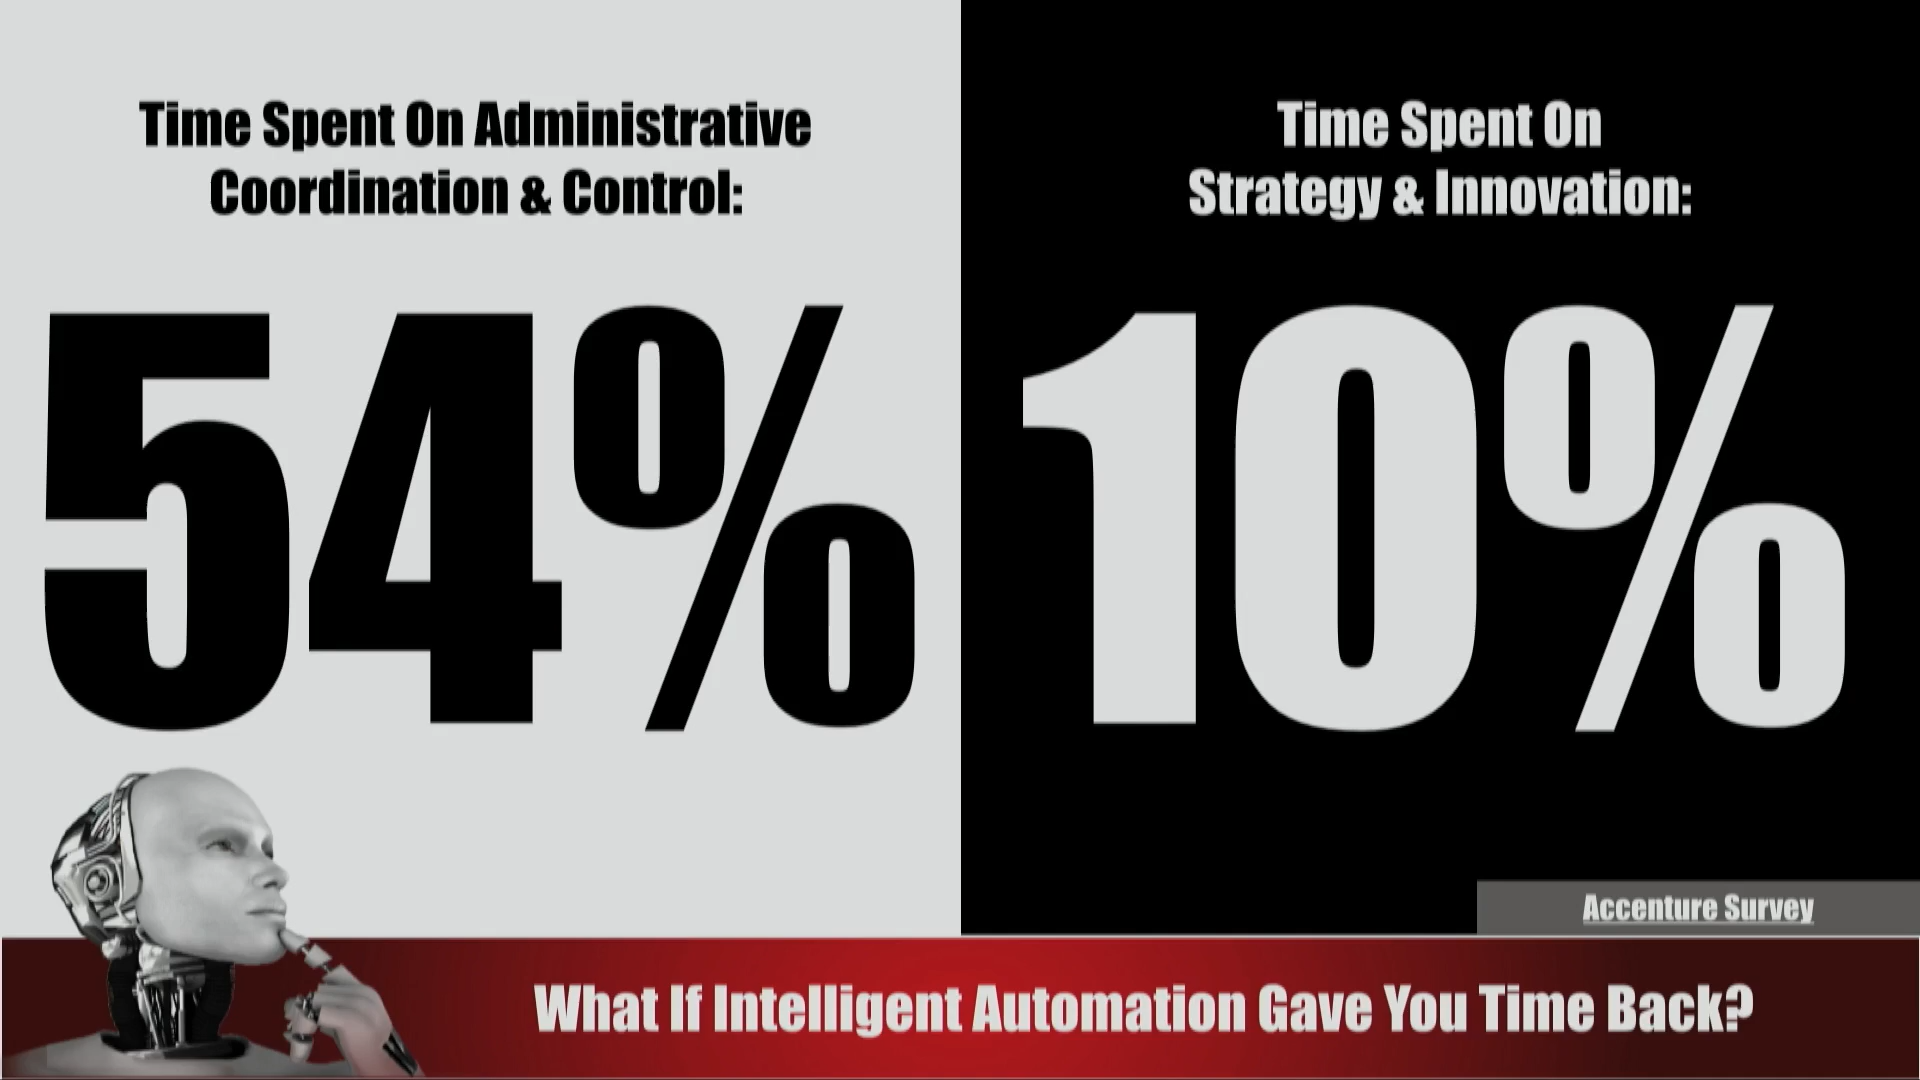 Time Spent On Administrative
Coordination & Control:
54%
Time Spent On
Strategy & Innovation:
10%
Accenture Survey
What If Intelligent Automation Gave You Time Back?